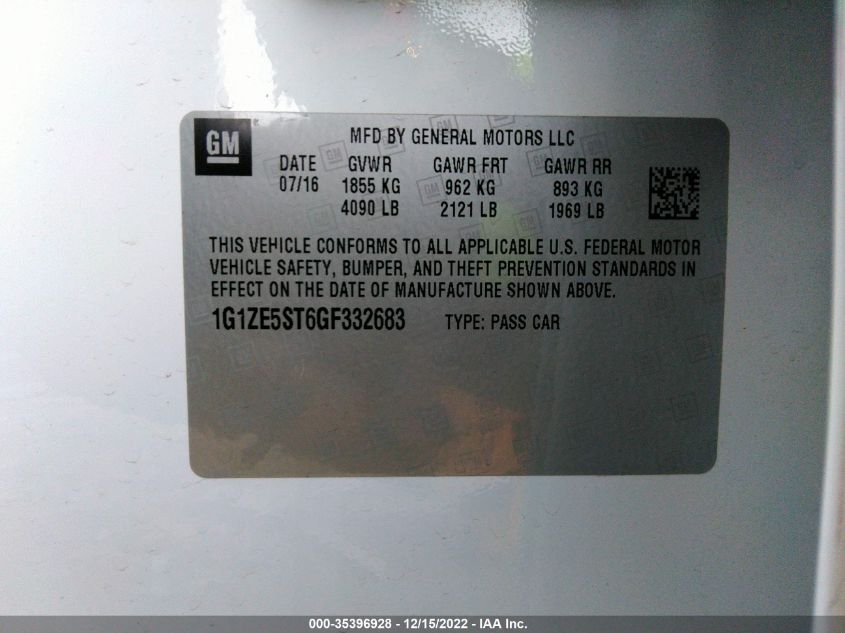 GM MFD BY GENERAL MOTORS LLC
DATE GVWR GAWR FRT GAWR RR
07/16 1855 KG 962 KG 893 KG
4090 LB 2121 LB 1969 LB
THIS VEHICLE CONFORMS TO ALL APPLICABLE U.S. FEDERAL MOTOR
VEHICLE SAFETY, BUMPER, AND THEFT PREVENTION STANDARDS IN
EFFECT ON THE DATE OF MANUFACTURE SHOWN ABOVE.
1G1ZE5ST6GF332683 TYPE: PASS CAR
000-35396928 - 12/15/2022 - IAA Inc.